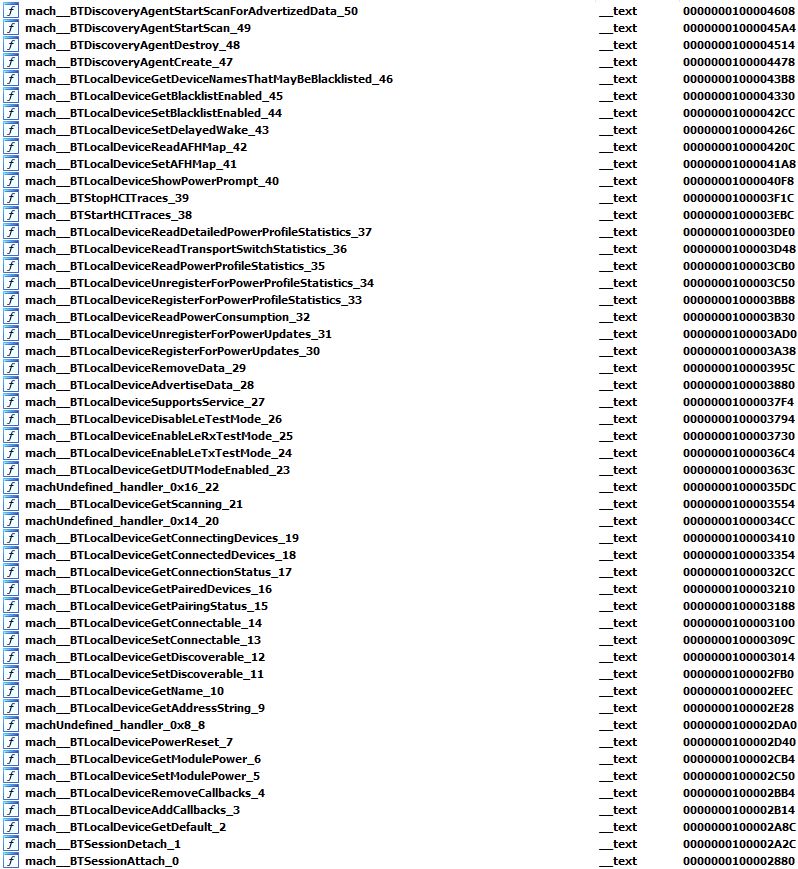 mach__BTDiscoveryAgentStartScanForAdvertizedData_50 __text 0000000100004608
mach__BTDiscoveryAgentStartScan_49 __text 00000001000045A4
mach__BTDiscoveryAgentDestroy_48 __text 0000000100004514
mach__BTDiscoveryAgentCreate_47 __text 0000000100004478
mach__BTLocalDeviceGetDeviceNamesThatMayBeBlacklisted_46 __text 00000001000043B8
mach__BTLocalDeviceGetBlacklistEnabled_45 __text 0000000100004330
mach__BTLocalDeviceSetBlacklistEnabled_44 __text 00000001000042CC
mach__BTLocalDeviceSetDelayedWake_43 __text 000000010000426C
mach__BTLocalDeviceReadAFHMap_42 __text 000000010000420C
mach__BTLocalDeviceSetAFHMap_41 __text 00000001000041A8
mach__BTLocalDeviceShowPowerPrompt_40 __text 00000001000040F8
mach__BTStopHCITraces_39 __text 0000000100003F1C
mach__BTStartHCITraces_38 __text 0000000100003EBC
mach__BTLocalDeviceReadDetailedPowerProfileStatistics_37 __text 0000000100003DE0
mach__BTLocalDeviceReadTransportSwitchStatistics_36 __text 0000000100003D48
mach__BTLocalDeviceReadPowerProfileStatistics_35 __text 0000000100003CB0
mach__BTLocalDeviceUnregisterForPowerProfileStatistics_34 __text 0000000100003C50
mach__BTLocalDeviceRegisterForPowerProfileStatistics_33 __text 0000000100003BB8
mach__BTLocalDeviceReadPowerConsumption_32 __text 0000000100003B30
mach__BTLocalDeviceUnregisterForPowerUpdates_31 __text 0000000100003AD0
mach__BTLocalDeviceRegisterForPowerUpdates_30 __text 0000000100003A38
mach__BTLocalDeviceRemoveData_29 __text 000000010000395C
mach__BTLocalDeviceAdvertiseData_28 __text 0000000100003880
mach__BTLocalDeviceSupportsService_27 __text 00000001000037F4
mach__BTLocalDeviceDisableLeTestMode_26 __text 0000000100003794
mach__BTLocalDeviceEnableLeRxTestMode_25 __text 0000000100003730
mach__BTLocalDeviceEnableLeTxTestMode_24 __text 00000001000036C4
mach__BTLocalDeviceGetDUTModeEnabled_23 __text 000000010000363C
machUndefined_handler_0x16_22 __text 00000001000035DC
mach__BTLocalDeviceGetScanning_21 __text 0000000100003554
machUndefined_handler_0x14_20 __text 00000001000034CC
mach__BTLocalDeviceGetConnectingDevices_19 __text 0000000100003410
mach__BTLocalDeviceGetConnectedDevices_18 __text 0000000100003354
mach__BTLocalDeviceGetConnectionStatus_17 __text 00000001000032CC
mach__BTLocalDeviceGetPairedDevices_16 __text 0000000100003210
mach__BTLocalDeviceGetPairingStatus_15 __text 0000000100003188
mach__BTLocalDeviceGetConnectable_14 __text 0000000100003100
mach__BTLocalDeviceSetConnectable_13 __text 000000010000309C
mach__BTLocalDeviceGetDiscoverable_12 __text 0000000100003014
mach__BTLocalDeviceSetDiscoverable_11 __text 0000000100002FB0
mach__BTLocalDeviceGetName_10 __text 0000000100002EEC
mach__BTLocalDeviceGetAddressString_9 __text 0000000100002E28
machUndefined_handler_0x8_8 __text 0000000100002DA0
mach__BTLocalDevicePowerReset_7 __text 0000000100002D40
mach__BTLocalDeviceGetModulePower_6 __text 0000000100002CB4
mach__BTLocalDeviceSetModulePower_5 __text 0000000100002C50
mach__BTLocalDeviceRemoveCallbacks_4 __text 0000000100002BB4
mach__BTLocalDeviceAddCallbacks_3 __text 0000000100002B14
mach__BTLocalDeviceGetDefault_2 __text 0000000100002A8C
mach__BTSessionDetach_1 __text 0000000100002A2C
mach__BTSessionAttach_0 __text 0000000100002880